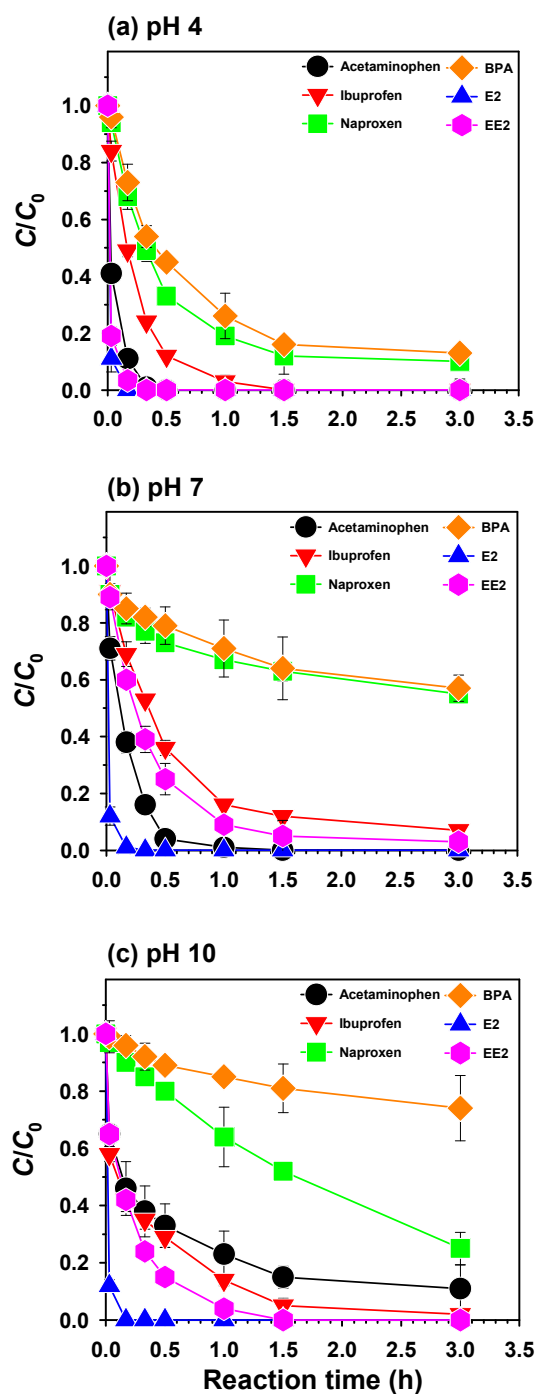 (a) pH 4
Acetaminophen BPA
Ibuprofen E2
Naproxen EE2
1.0
0.8
0.6
0.4
0.2
0.0
C/C0
0.0 0.5 1.0 1.5 2.0 2.5 3.0 3.5
(b) pH 7
Acetaminophen BPA
Ibuprofen E2
Naproxen EE2
1.0
0.8
0.6
0.4
0.2
0.0
C/C0
0.0 0.5 1.0 1.5 2.0 2.5 3.0 3.5
(c) pH 10
Acetaminophen BPA
Ibuprofen E2
Naproxen EE2
1.0
0.8
0.6
0.4
0.2
0.0
C/C0
0.0 0.5 1.0 1.5 2.0 2.5 3.0 3.5
Reaction time (h)